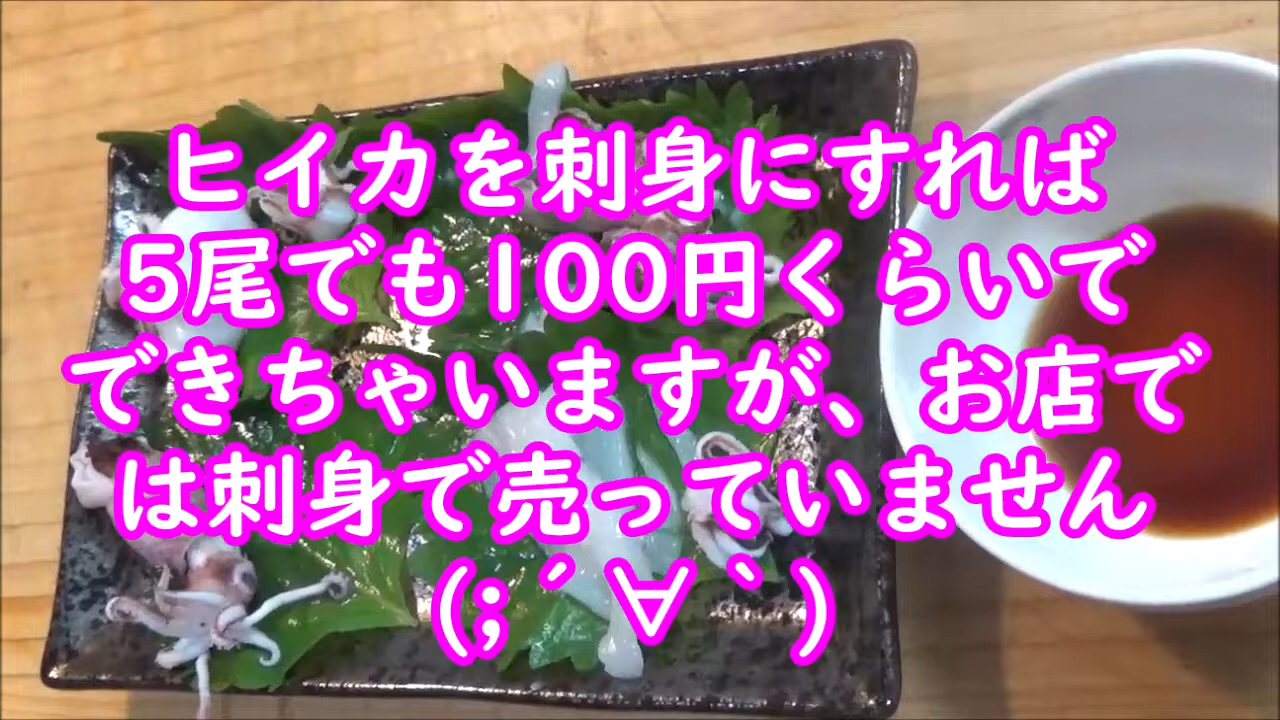 ヒイカを刺身にすれば
5尾でも100円くらいで
できちゃいますが、お店で
は刺身で売っていません
(;´∀｀)